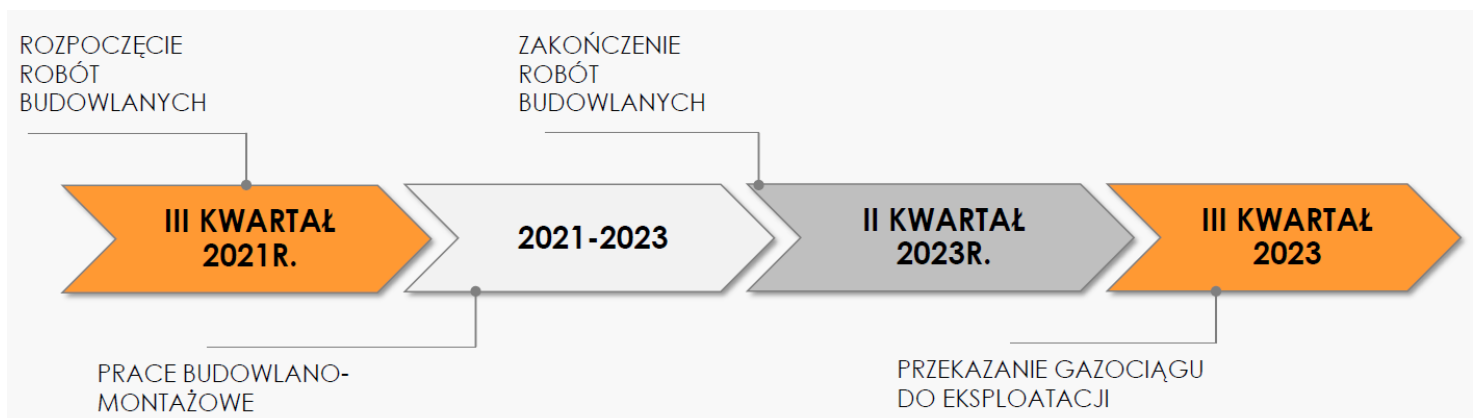 ROZPOCZĘCIE
ROBÓT
BUDOWLANYCH
ZAKOŃCZENIE
ROBÓT
BUDOWLANYCH
III KWARTAŁ
2021R.
2021-2023
II KWARTAŁ
2023R.
III KWARTAŁ
2023
PRACE BUDOWLANO-
MONTAŻOWE
PRZEKAZANIE GAZOCIĄGU
DO EKSPLOATACJI